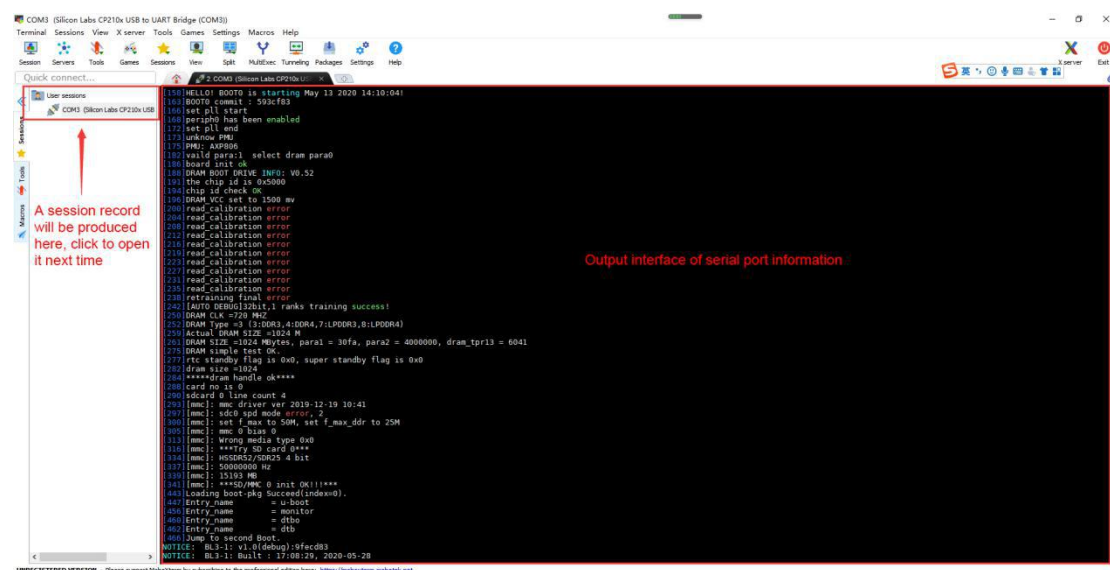 COM3 (Silicon Labs CP210x USB to UART Bridge (COM3))
Terminal Sessions View X server Tools Games Settings Macros Help
Session Servers Tools Games Sessions View Split MultiExec Tunneling Packages Settings Help X server Exit
Quick connect...
2. COM3 (Silicon Labs CP210x US
英
User sessions
COM3 (Silicon Labs CP210x USB
Sessions
Tools
Macros
A session record
will be produced
here, click to open
it next time
Output interface of serial port information
[158]HELLO! BOOT0 is starting May 13 2020 14:10:04!
[163]BOOT0 commit : 593cf83
[166]set pll start
[168]periph0 has been enabled
[172]set pll end
[173]unknow PMU
[175]PMU: AXP806
[182]vaild para:1 select dram para0
[186]board init ok
[188]DRAM BOOT DRIVE INFO: V0.52
[191]the chip id is 0x5000
[194]chip id check OK
[196]DRAM_VCC set to 1500 mv
[200]read_calibration error
[204]read_calibration error
[208]read_calibration error
[212]read_calibration error
[216]read_calibration error
[219]read_calibration error
[223]read_calibration error
[227]read_calibration error
[231]read_calibration error
[235]read_calibration error
[238]retraining final error
[242][AUTO DEBUG]32bit,1 ranks training success!
[250]DRAM CLK =720 MHZ
[252]DRAM Type =3 (3:DDR3,4:DDR4,7:LPDDR3,8:LPDDR4)
[259]Actual DRAM SIZE =1024 M
[261]DRAM SIZE =1024 MBytes, para1 = 30fa, para2 = 4000000, dram_tpr13 = 6041
[275]DRAM simple test OK.
[277]rtc standby flag is 0x0, super standby flag is 0x0
[282]dram size =1024
[284]*****dram handle ok****
[288]card no is 0
[290]sdcard 0 line count 4
[293][mmc]: mmc driver ver 2019-12-19 10:41
[297][mmc]: sdc0 spd mode error, 2
[300][mmc]: set f_max to 50M, set f_max_ddr to 25M
[305][mmc]: mmc 0 bias 0
[313][mmc]: Wrong media type 0x0
[316][mmc]: ***Try SD card 0***
[334][mmc]: HSSDR52/SDR25 4 bit
[337][mmc]: 50000000 Hz
[339][mmc]: 15193 MB
[341][mmc]: ***SD/MMC 0 init OK!!!***
[443]Loading boot-pkg Succeed(index=0).
[447]Entry_name = u-boot
[456]Entry_name = monitor
[460]Entry_name = dtbo
[462]Entry_name = dtb
[466]Jump to second Boot.
NOTICE: BL3-1: v1.0(debug):9fecd83
NOTICE: BL3-1: Built : 17:08:29, 2020-05-28